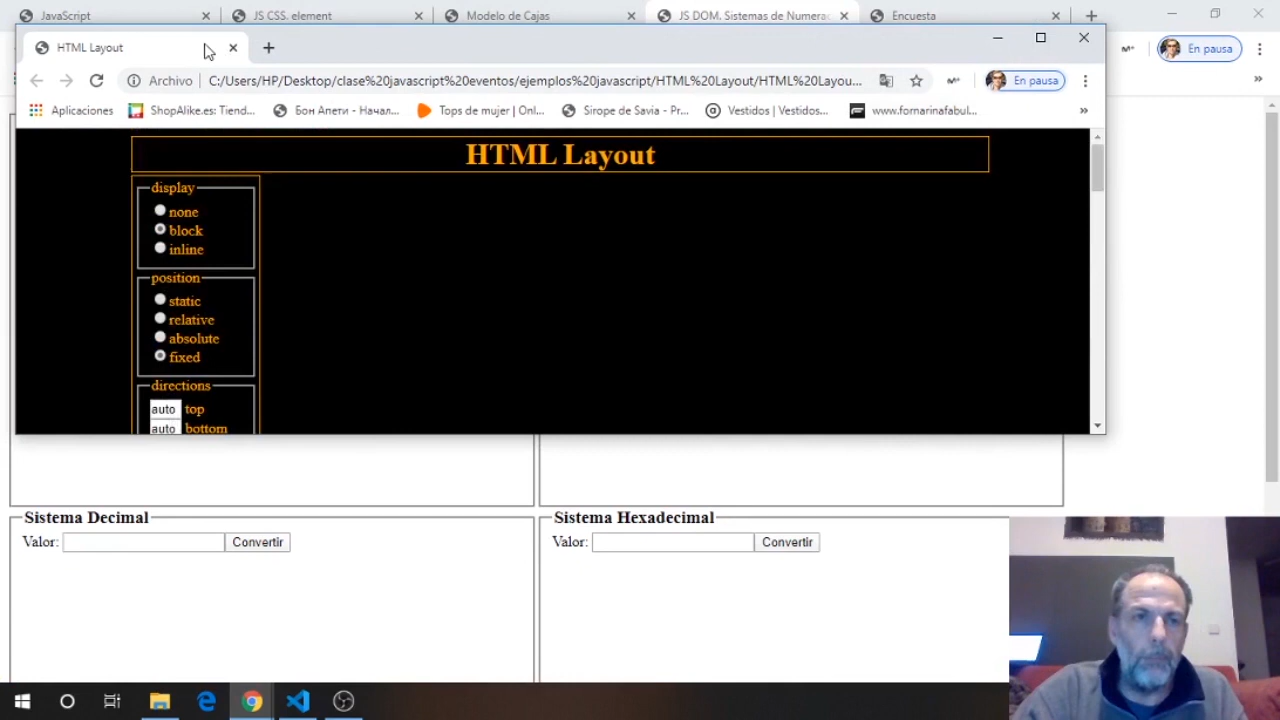 JavaScript
JS CSS. element
Modelo de Cajas
JS DOM. Sistemas de Numerac
Encuesta
HTML Layout
En pausa
Archivo
C:/Users/HP/Desktop/clase%20javascript%20eventos/ejemplos%20javascript/HTML%20Layout/HTML%20Layou...
En pausa
Aplicaciones
ShopAlike.es: Tiend...
Бон Апети - Начал...
Tops de mujer | Onl...
Sirope de Savia - Pr...
Vestidos | Vestidos...
www.fornarinafabul...
»
»
HTML Layout
display
none
block
inline
position
static
relative
absolute
fixed
directions
auto top
auto bottom
Sistema Decimal
Valor:
Convertir
Sistema Hexadecimal
Valor:
Convertir